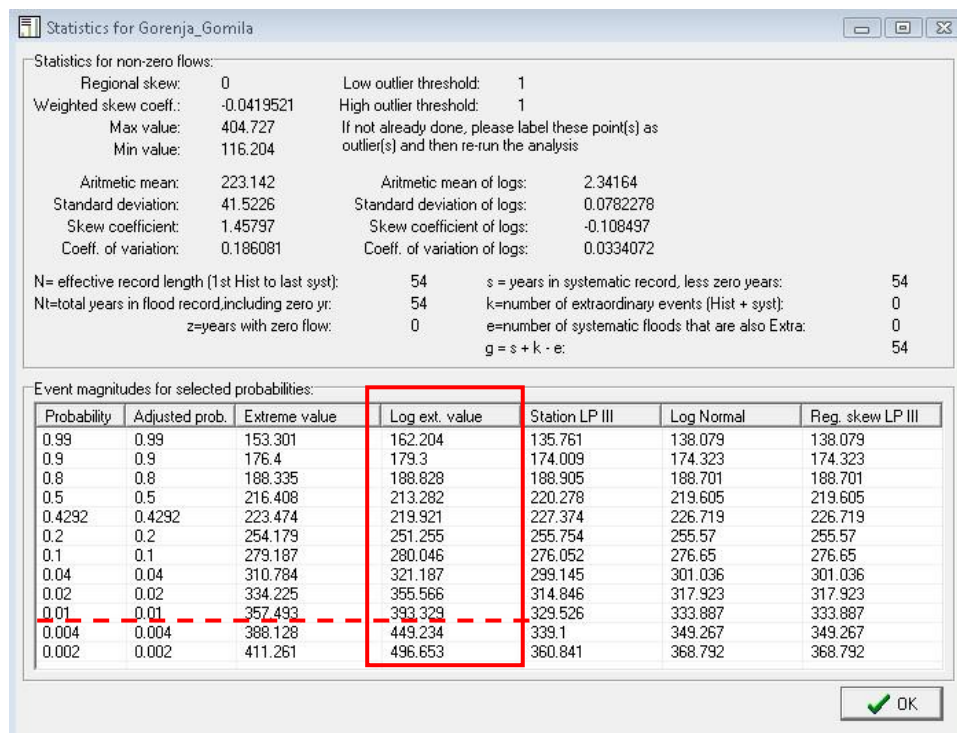 Statistics for Gorenja_Gomila
Statistics for non-zero flows:
Regional skew: 0 Low outlier threshold: 1
Weighted skew coeff.: -0.0419521 High outlier threshold: 1
Max value: 404.727 If not already done, please label these point(s) as
Min value: 116.204 outlier(s) and then re-run the analysis
Aritmetic mean: 223.142 Aritmetic mean of logs: 2.34164
Standard deviation: 41.5226 Standard deviation of logs: 0.0782278
Skew coefficient: 1.45797 Skew coefficient of logs: -0.108497
Coeff. of variation: 0.186081 Coeff. of variation of logs: 0.0334072
N= effective record length (1st Hist to last syst): 54 s = years in systematic record, less zero years: 54
Nt=total years in flood record,including zero yr: 54 k=number of extraordinary events (Hist + syst): 0
z=years with zero flow: 0 e=number of systematic floods that are also Extra: 0
g = s + k - e: 54
Event magnitudes for selected probabilities:
Probability Adjusted prob. Extreme value Log ext. value Station LP III Log Normal Reg. skew LP III
0.99 0.99 153.301 162.204 135.761 138.079 138.079
0.9 0.9 176.4 179.3 174.009 174.323 174.323
0.8 0.8 188.335 188.828 188.905 188.701 188.701
0.5 0.5 216.408 213.282 220.278 219.605 219.605
0.4292 0.4292 223.474 219.921 227.374 226.719 226.719
0.2 0.2 254.179 251.255 255.754 255.57 255.57
0.1 0.1 279.187 280.046 276.052 276.65 276.65
0.04 0.04 310.784 321.187 299.145 301.036 301.036
0.02 0.02 334.225 355.566 314.846 317.923 317.923
0.01 0.01 357.493 393.329 329.526 333.887 333.887
0.004 0.004 388.128 449.234 339.1 349.267 349.267
0.002 0.002 411.261 496.653 360.841 368.792 368.792
OK